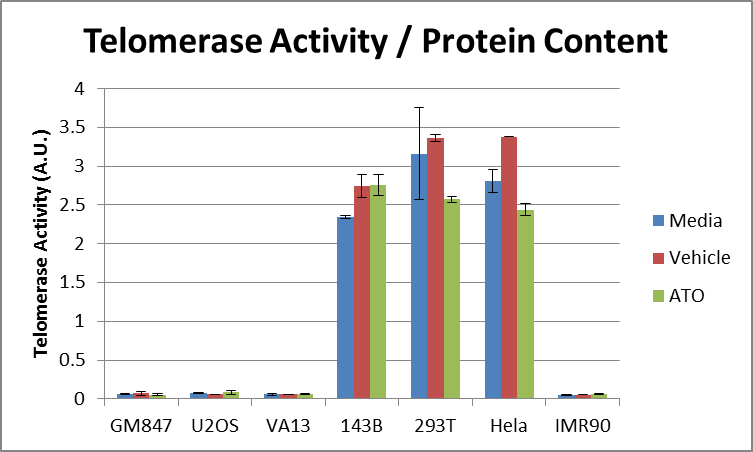 Telomerase Activity / Protein Content
Telomerase Activity (A.U.)
4
3.5
3
2.5
2
1.5
1
0.5
0
GM847 U2OS VA13 143B 293T Hela IMR90
Media
Vehicle
ATO